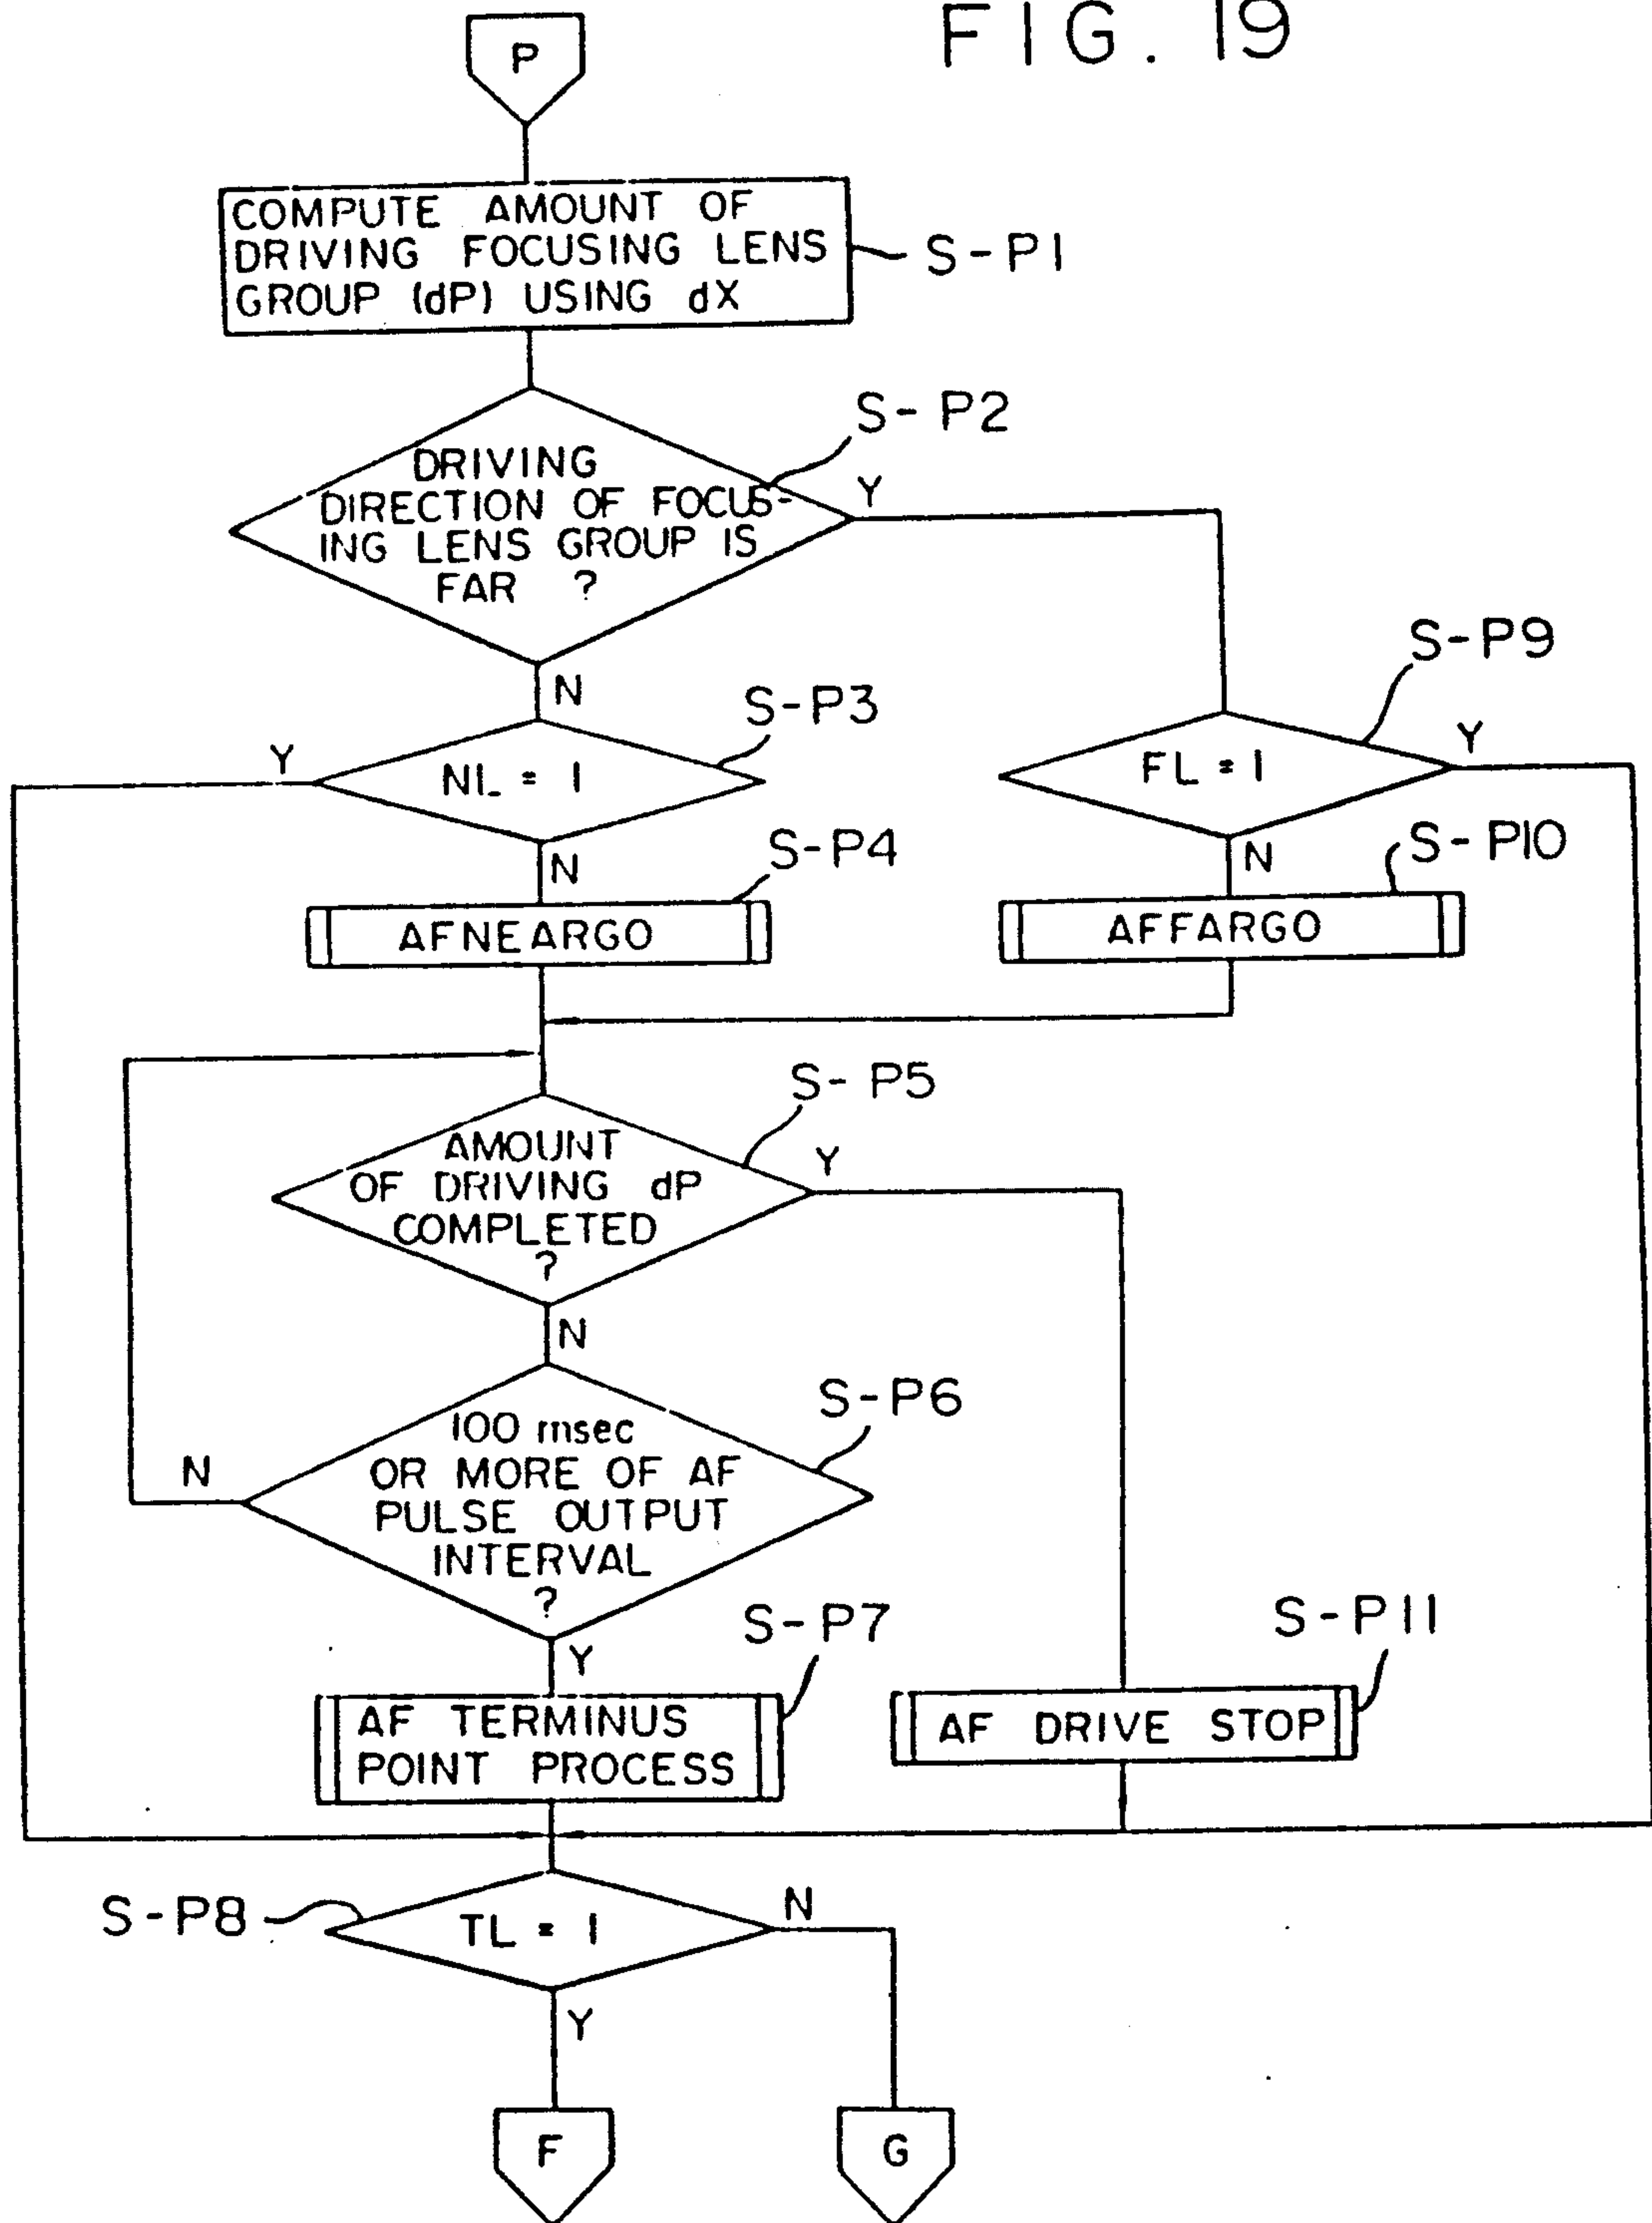 FIG. 19
P
COMPUTE AMOUNT OF
DRIVING FOCUSING LENS
GROUP (dP) USING dX
S-P1
S-P2
DRIVING
DIRECTION OF FOCUS-
ING LENS GROUP IS
FAR ?
Y
N
S-P3
Y
NL = 1
N
S-P9
FL = 1
Y
N
S-P4
AFNEARGO
S-P10
AFFARGO
S-P5
AMOUNT
OF DRIVING dP
COMPLETED
?
Y
N
S-P6
100 msec
OR MORE OF AF
PULSE OUTPUT
INTERVAL
?
N
Y
S-P7
AF TERMINUS
POINT PROCESS
S-P11
AF DRIVE STOP
S-P8
TL = 1
N
Y
F
G